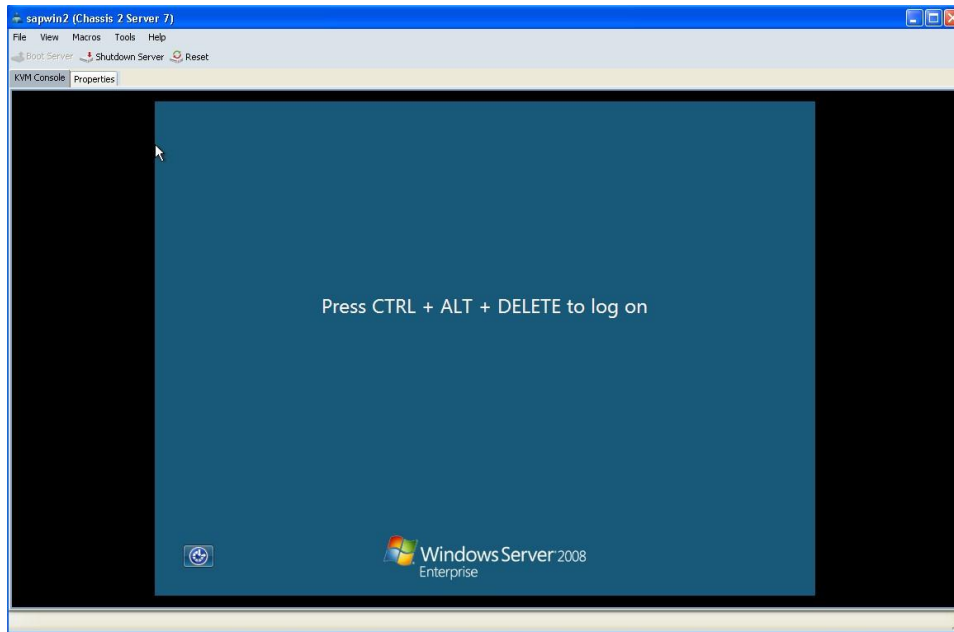 sapwin2 (Chassis 2 Server 7)
File View Macros Tools Help
Boot Server Shutdown Server Reset
KVM Console Properties
Press CTRL + ALT + DELETE to log on
Windows Server 2008
Enterprise